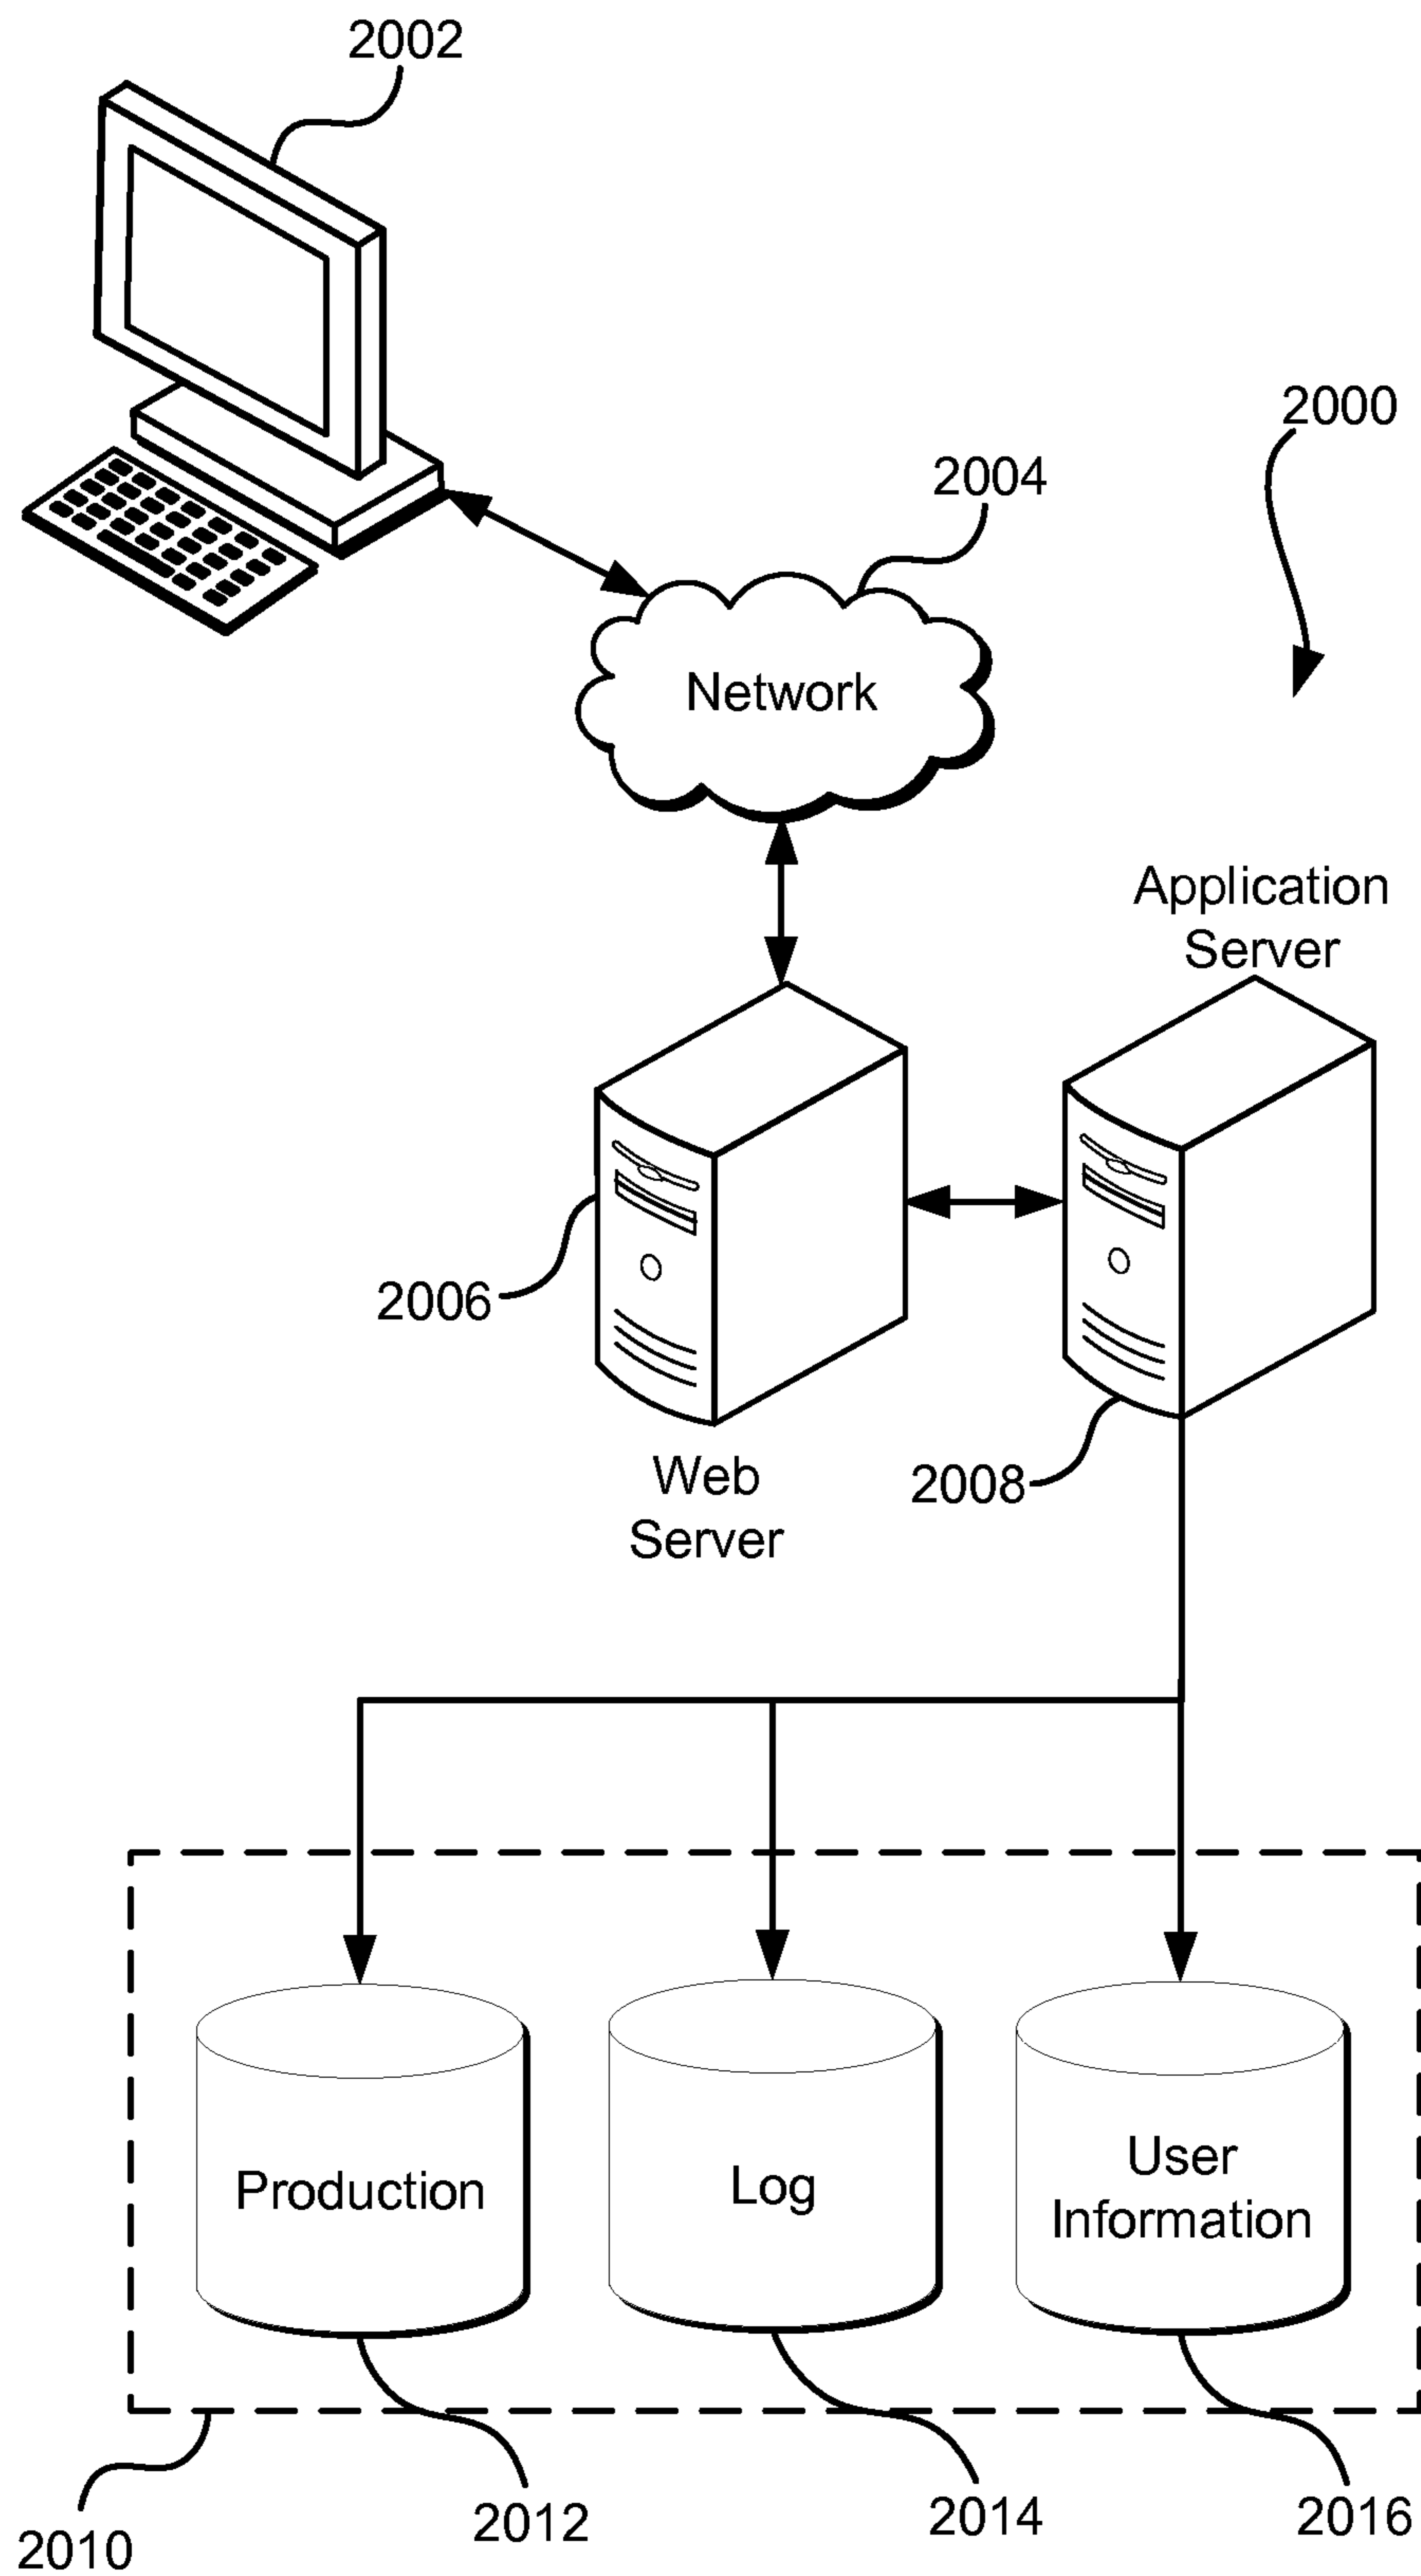 2002
2000
2004
Network
Application
Server
2006
Web
Server
2008
Production
Log
User
Information
2010
2012
2014
2016